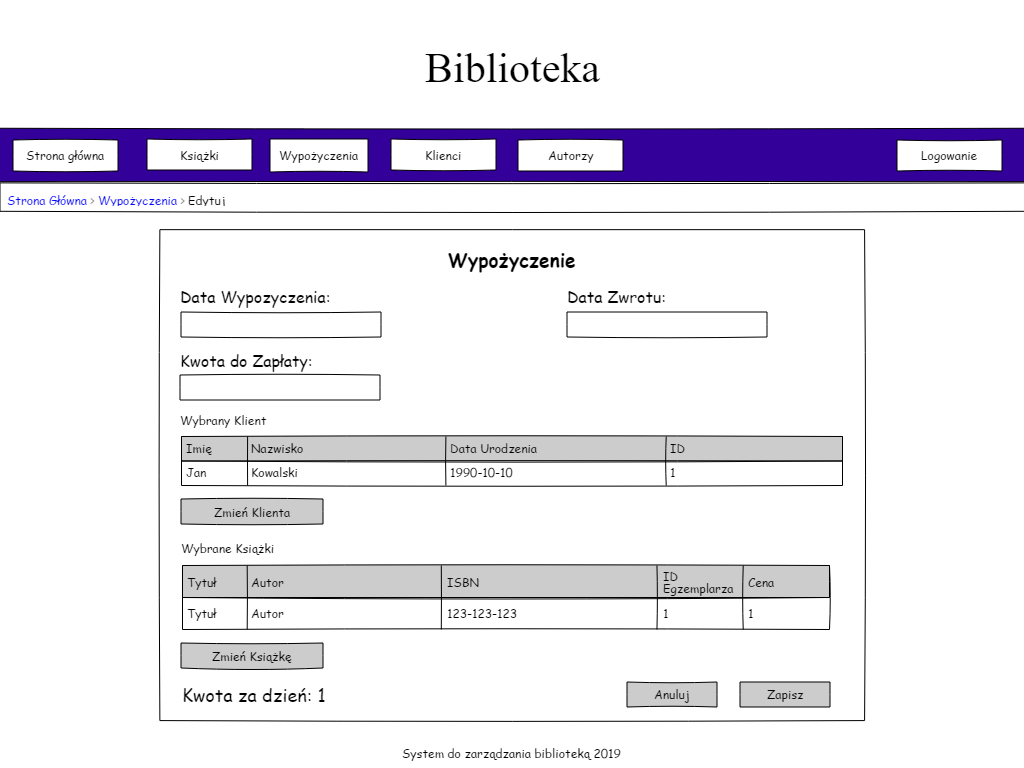 Biblioteka
Strona główna Książki Wypożyczenia Klienci Autorzy Logowanie
Strona Główna > Wypożyczenia > Edytuj
Wypożyczenie
Data Wypozyczenia: Data Zwrotu:
Kwota do Zapłaty:
Wybrany Klient
Imię Nazwisko Data Urodzenia ID
Jan Kowalski 1990-10-10 1
Zmień Klienta
Wybrane Książki
Tytuł Autor ISBN ID Egzemplarza Cena
Tytuł Autor 123-123-123 1 1
Zmień Książkę
Kwota za dzień: 1 Anuluj Zapisz
System do zarządzania biblioteką 2019